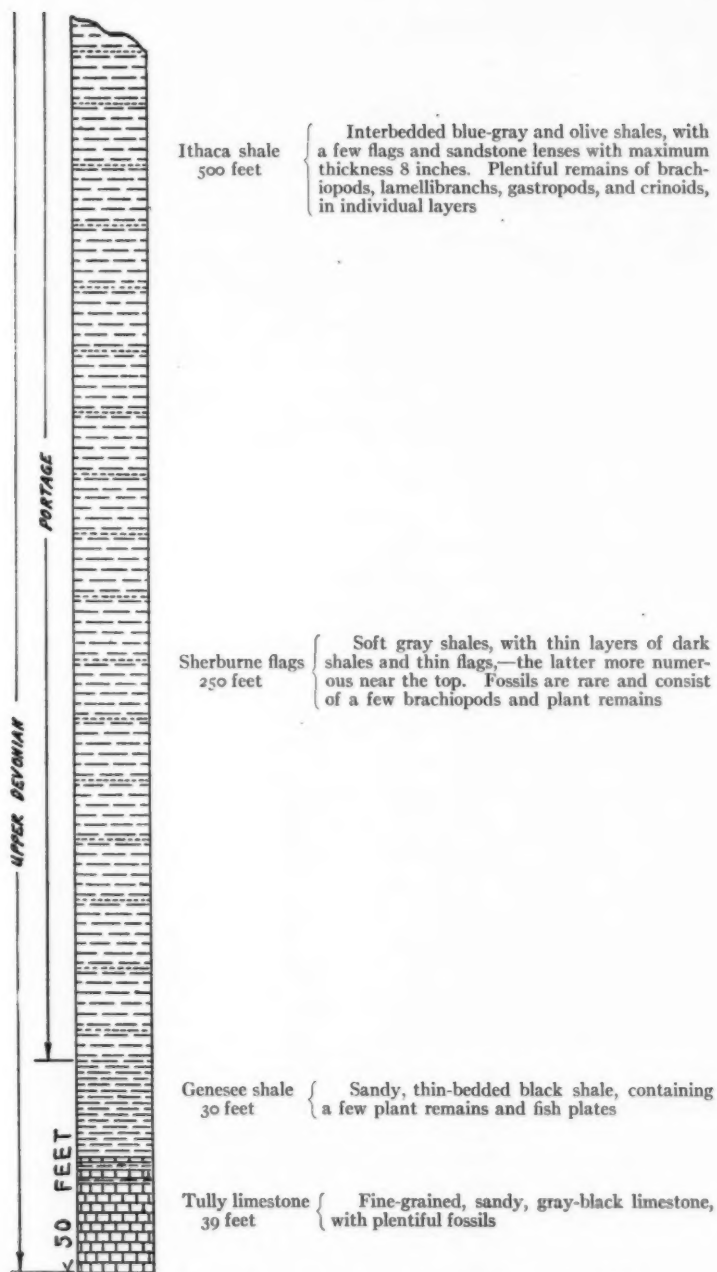 Ithaca shale
500 feet
Interbedded blue-gray and olive shales, with
a few flags and sandstone lenses with maximum
thickness 8 inches. Plentiful remains of brach-
iopods, lamellibranchs, gastropods, and crinoids,
in individual layers
PORTAGE
Sherburne flags
250 feet
Soft gray shales, with thin layers of dark
shales and thin flags,—the latter more numer-
ous near the top. Fossils are rare and consist
of a few brachiopods and plant remains
UPPER DEVONIAN
Genesee shale
30 feet
Sandy, thin-bedded black shale, containing
a few plant remains and fish plates
50 FEET
Tully limestone
39 feet
Fine-grained, sandy, gray-black limestone,
with plentiful fossils